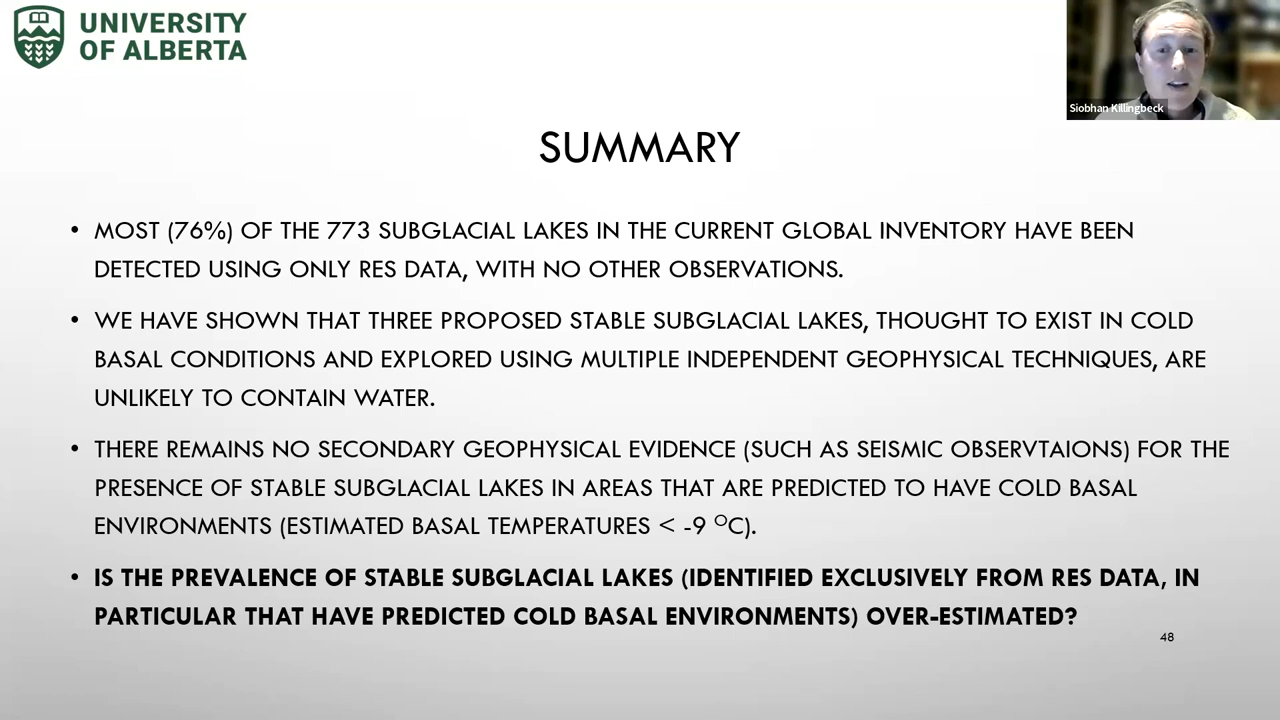 UNIVERSITY
OF ALBERTA
Siobhan Killingbeck
SUMMARY
• MOST (76%) OF THE 773 SUBGLACIAL LAKES IN THE CURRENT GLOBAL INVENTORY HAVE BEEN
DETECTED USING ONLY RES DATA, WITH NO OTHER OBSERVATIONS.
• WE HAVE SHOWN THAT THREE PROPOSED STABLE SUBGLACIAL LAKES, THOUGHT TO EXIST IN COLD
BASAL CONDITIONS AND EXPLORED USING MULTIPLE INDEPENDENT GEOPHYSICAL TECHNIQUES, ARE
UNLIKELY TO CONTAIN WATER.
• THERE REMAINS NO SECONDARY GEOPHYSICAL EVIDENCE (SUCH AS SEISMIC OBSERVTAIONS) FOR THE
PRESENCE OF STABLE SUBGLACIAL LAKES IN AREAS THAT ARE PREDICTED TO HAVE COLD BASAL
ENVIRONMENTS (ESTIMATED BASAL TEMPERATURES < -9 ᴼC).
• IS THE PREVALENCE OF STABLE SUBGLACIAL LAKES (IDENTIFIED EXCLUSIVELY FROM RES DATA, IN
PARTICULAR THAT HAVE PREDICTED COLD BASAL ENVIRONMENTS) OVER-ESTIMATED?
48